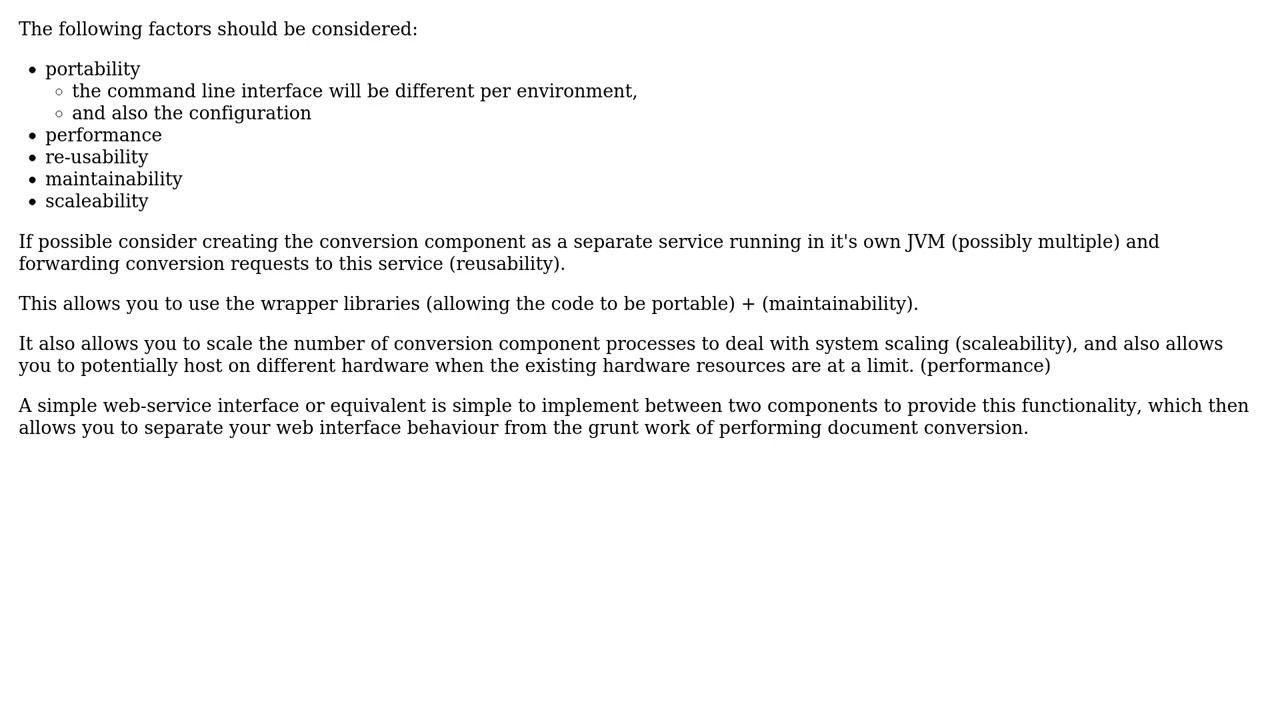 The following factors should be considered:
• portability
◦ the command line interface will be different per environment,
◦ and also the configuration
• performance
• re-usability
• maintainability
• scaleability
If possible consider creating the conversion component as a separate service running in it's own JVM (possibly multiple) and
forwarding conversion requests to this service (reusability).
This allows you to use the wrapper libraries (allowing the code to be portable) + (maintainability).
It also allows you to scale the number of conversion component processes to deal with system scaling (scaleability), and also allows
you to potentially host on different hardware when the existing hardware resources are at a limit. (performance)
A simple web-service interface or equivalent is simple to implement between two components to provide this functionality, which then
allows you to separate your web interface behaviour from the grunt work of performing document conversion.